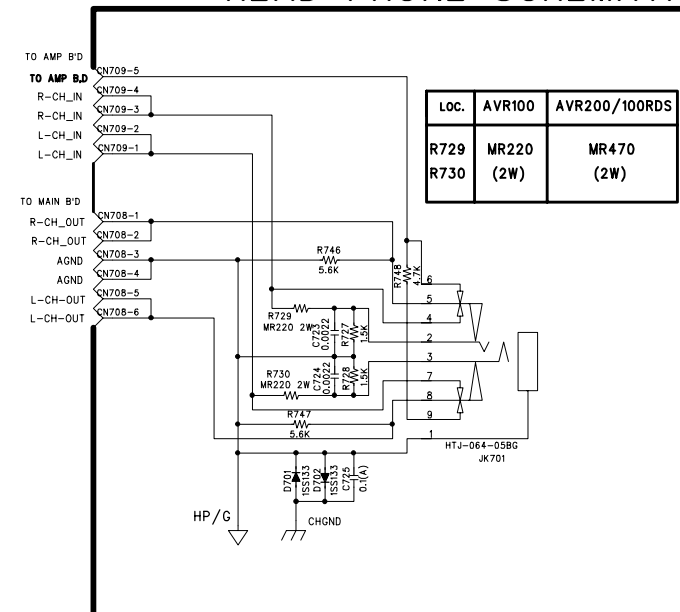 TO AMP B'D
TO AMP B.D
CN709-5
R-CH_IN
CN709-4
R-CH_IN
CN709-3
L-CH_IN
CN709-2
L-CH_IN
CN709-1
LOC.
AVR100
AVR200/100RDS
R729
R730
MR220
(2W)
MR470
(2W)
TO MAIN B'D
R-CH_OUT
CN708-1
R-CH_OUT
CN708-2
AGND
CN708-3
AGND
CN708-4
L-CH-OUT
CN708-5
L-CH-OUT
CN708-6
R746
5.6K
R748
4.7K
R729
MR220 2W
C723
0.0022
R727
1.5K
R730
MR220 2W
C724
0.0022
R728
1.5K
R747
5.6K
6
5
4
2
3
7
8
9
1
HTJ-064-05BG
JK701
D701
1SS133
D702
1SS133
C725
0.1(A)
HP/G
CHGND